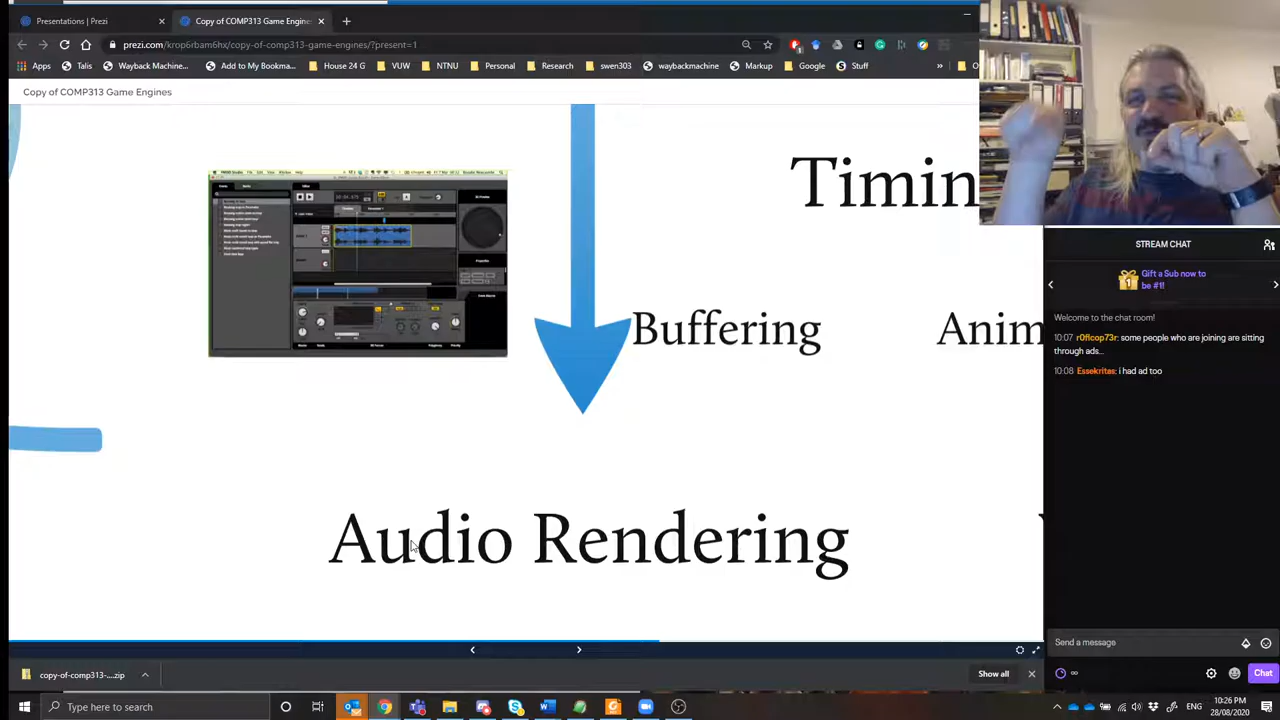 Presentations | Prezi
Copy of COMP313 Game Engines
prezi.com/krop6rbam6hx/copy-of-comp313-game-engines/?present=1
Apps
Talis
Wayback Machine...
Add to My Bookma...
House 24 G
VUW
NTNU
Personal
Research
swen303
waybackmachine
Markup
Google
Stuff
»
Copy of COMP313 Game Engines
Timin
Buffering
Anim
Audio Rendering
STREAM CHAT
Gift a Sub now to
be #1!
Welcome to the chat room!
10:07 r0flcop73r: some people who are joining are sitting
through ads...
10:08 Essekritas: i had ad too
Send a message
Chat
copy-of-comp313-....zip
Show all
Type here to search
10:26 PM
28/08/2020